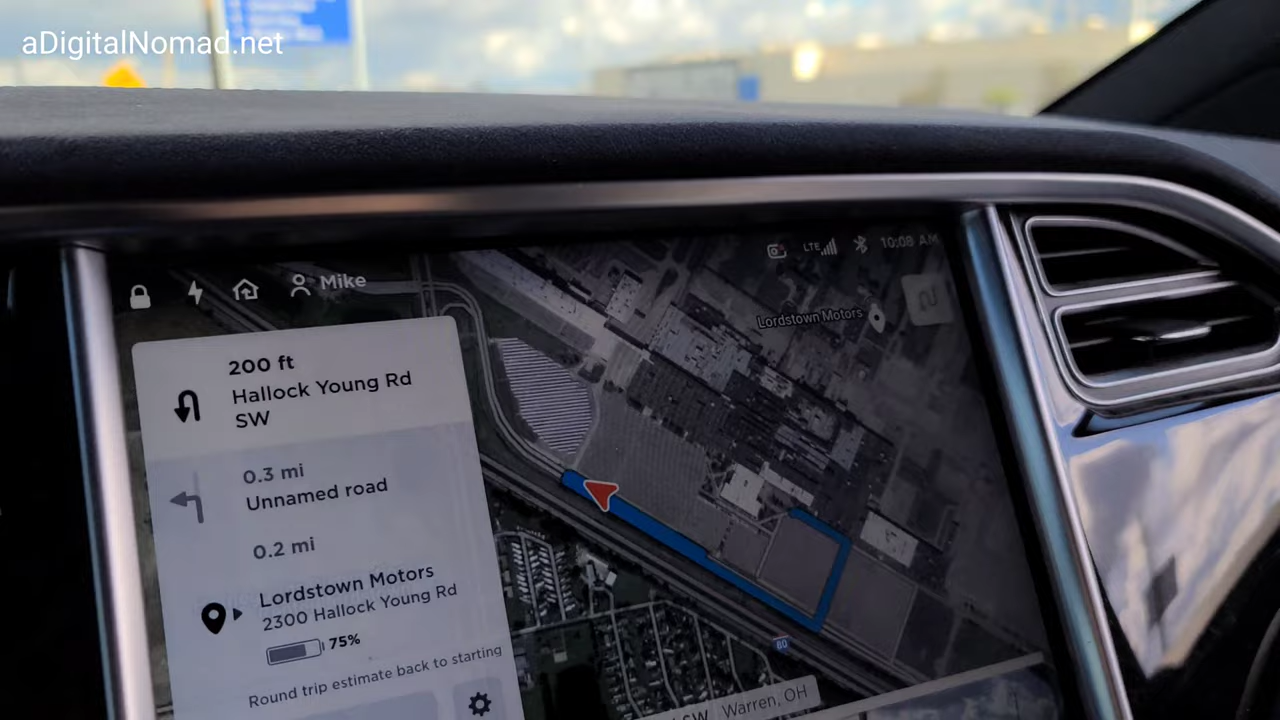 aDigitalNomad.net
LTE
10:08 AM
Mike
Lordstown Motors
200 ft
Hallock Young Rd
SW
0.3 mi
Unnamed road
0.2 mi
Lordstown Motors
2300 Hallock Young Rd
75%
Round trip estimate back to starting
80
SW Warren, OH